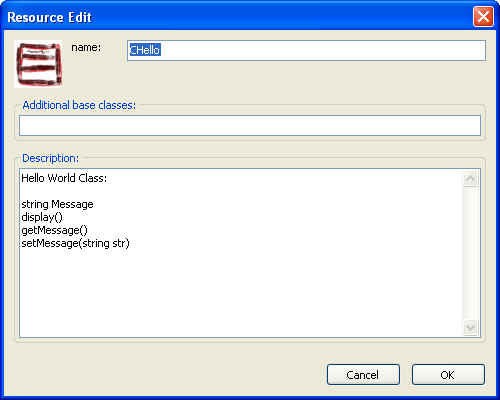 Resource Edit
name:
CHello
Additional base classes:
Description:
Hello World Class:
string Message
display()
getMessage()
setMessage(string str)
Cancel
OK